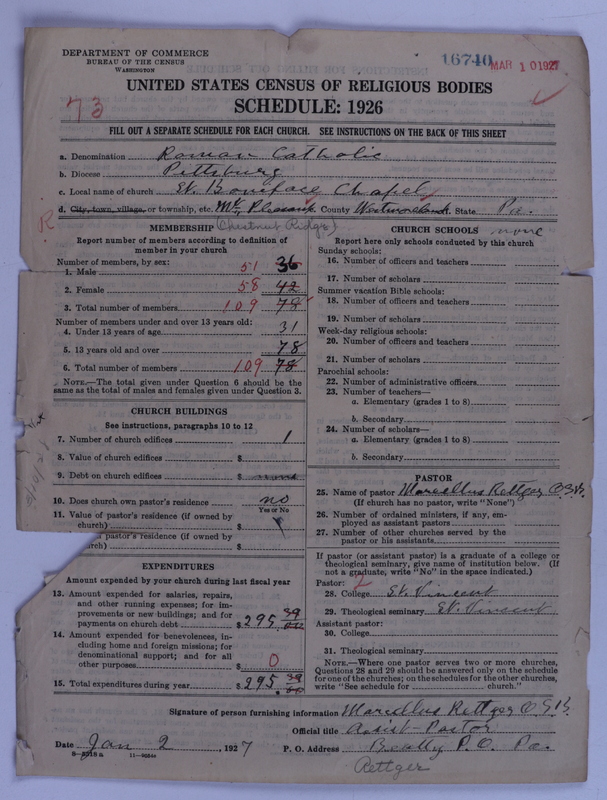 DEPARTMENT OF COMMERCE
BUREAU OF THE CENSUS
WASHINGTON
16740
MAR 10 1927
UNITED STATES CENSUS OF RELIGIOUS BODIES
73
SCHEDULE: 1926
FILL OUT A SEPARATE SCHEDULE FOR EACH CHURCH. SEE INSTRUCTIONS ON THE BACK OF THIS SHEET
a. Denomination Roman Catholic
b. Diocese Pittsburg
c. Local name of church St. Boniface Chapel
d. City, town, village, or township, etc. Mt. Pleasant County Westmoreland State Pa.
R
(Chestnut Ridge)
MEMBERSHIP
Report number of members according to definition of
member in your church
Number of members, by sex:
1. Male 51 36
2. Female 58 42
3. Total number of members 109 78
Number of members under and over 13 years old:
4. Under 13 years of age 31
5. 13 years old and over 78
6. Total number of members 109 78
NOTE.—The total given under Question 6 should be the
same as the total of males and females given under Question 3.
CHURCH BUILDINGS
See instructions, paragraphs 10 to 12
7. Number of church edifices 1
8. Value of church edifices $
9. Debt on church edifices $ none
10. Does church own pastor's residence no
Yes or No
11. Value of pastor's residence (if owned by
church) $
pastor's residence (if owned by
church) $
EXPENDITURES
Amount expended by your church during last fiscal year
13. Amount expended for salaries, repairs,
and other running expenses; for im-
provements or new buildings; and for
payments on church debt $ 295.39
14. Amount expended for benevolences, in-
cluding home and foreign missions; for
denominational support; and for all
other purposes $ 0
15. Total expenditures during year $ 295.39
CHURCH SCHOOLS none
Report here only schools conducted by this church
Sunday schools:
16. Number of officers and teachers
17. Number of scholars
Summer vacation Bible schools:
18. Number of officers and teachers
19. Number of scholars
Week-day religious schools:
20. Number of officers and teachers
21. Number of scholars
Parochial schools:
22. Number of administrative officers
23. Number of teachers—
a. Elementary (grades 1 to 8)
b. Secondary
24. Number of scholars—
a. Elementary (grades 1 to 8)
b. Secondary
PASTOR
25. Name of pastor Marcellus Rettger O.S.B.
(If church has no pastor, write "None")
26. Number of ordained ministers, if any, em-
ployed as assistant pastors
27. Number of other churches served by the
pastor or his assistants
If pastor (or assistant pastor) is a graduate of a college or
theological seminary, give name of institution below. (If
not a graduate, write "No" in the space indicated.)
Pastor: 2
28. College St. Vincent
29. Theological seminary St. Vincent
Assistant pastor:
30. College
31. Theological seminary
NOTE.—Where one pastor serves two or more churches,
Questions 28 and 29 should be answered only on the schedule
for one of the churches; on the schedules for the other churches,
write "See schedule for church."
Signature of person furnishing information Marcellus Rettger O.S.B.
Official title Assist-Pastor
Date Jan 2, 1927
P. O. Address Beatty P.O. Pa.
Rettger